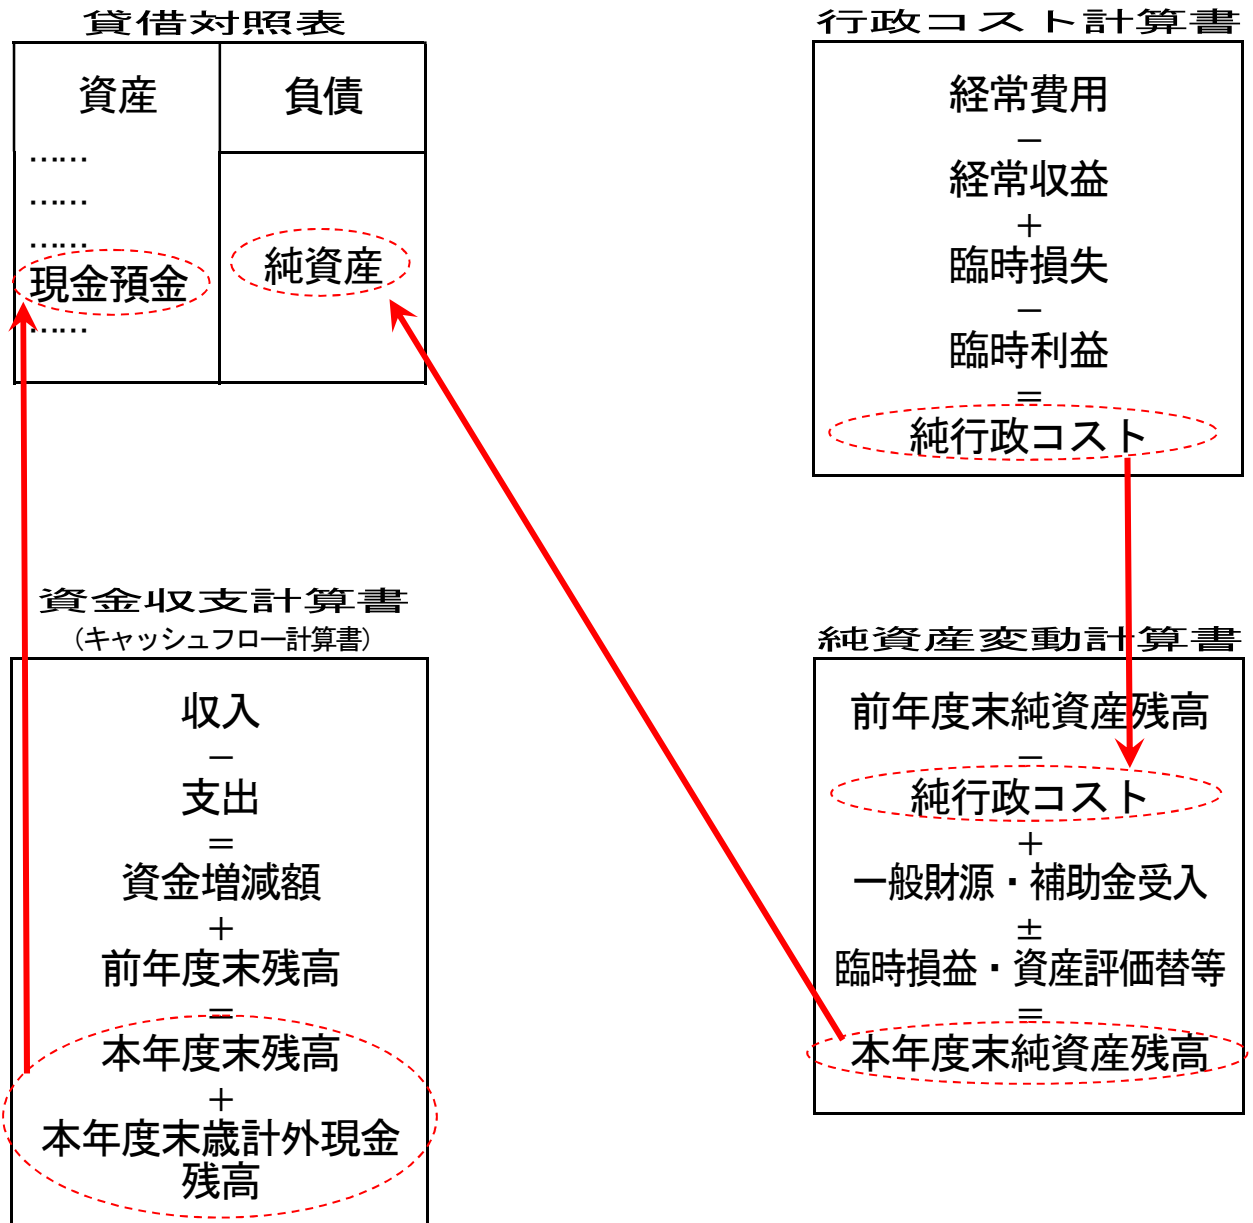 貸借対照表
資産
負債
……
……
……
現金預金
……
純資産
行政コスト計算書
経常費用
−
経常収益
＋
臨時損失
−
臨時利益
＝
純行政コスト
資金収支計算書
（キャッシュフロー計算書）
収入
−
支出
＝
資金増減額
＋
前年度末残高
＝
本年度末残高
＋
本年度末歳計外現金
残高
純資産変動計算書
前年度末純資産残高
−
純行政コスト
＋
一般財源・補助金受入
±
臨時損益・資産評価替等
＝
本年度末純資産残高